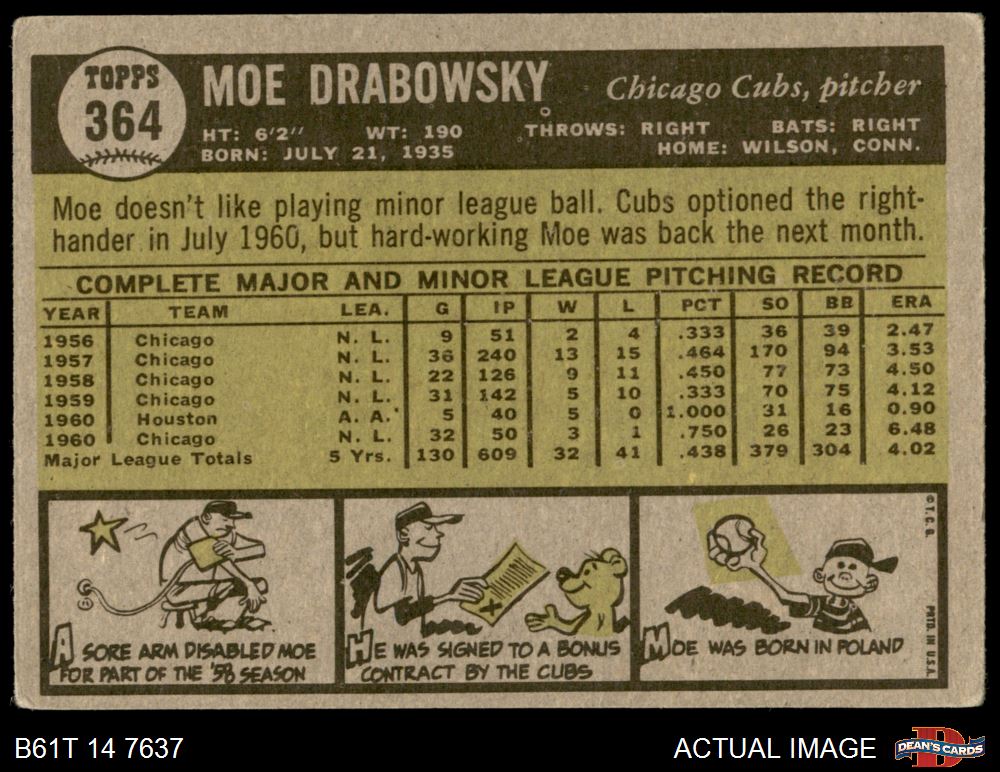 TOPPS
364
MOE DRABOWSKY
Chicago Cubs, pitcher
HT: 6'2" WT: 190 THROWS: RIGHT BATS: RIGHT
BORN: JULY 21, 1935 HOME: WILSON, CONN.
Moe doesn't like playing minor league ball. Cubs optioned the right-
hander in July 1960, but hard-working Moe was back the next month.
COMPLETE MAJOR AND MINOR LEAGUE PITCHING RECORD
YEAR TEAM LEA. G IP W L PCT SO BB ERA
1956 Chicago N. L. 9 51 2 4 .333 36 39 2.47
1957 Chicago N. L. 36 240 13 15 .464 170 94 3.53
1958 Chicago N. L. 22 126 9 11 .450 77 73 4.50
1959 Chicago N. L. 31 142 5 10 .333 70 75 4.12
1960 Houston A. A. 5 40 5 0 1.000 31 16 0.90
1960 Chicago N. L. 32 50 3 1 .750 26 23 6.48
Major League Totals 5 Yrs. 130 609 32 41 .438 379 304 4.02
A SORE ARM DISABLED MOE
FOR PART OF THE '58 SEASON
HE WAS SIGNED TO A BONUS
CONTRACT BY THE CUBS
MOE WAS BORN IN POLAND
© T. C. G.
PRTD. IN U.S.A.
B61T 14 7637
ACTUAL IMAGE
D
DEAN'S CARDS